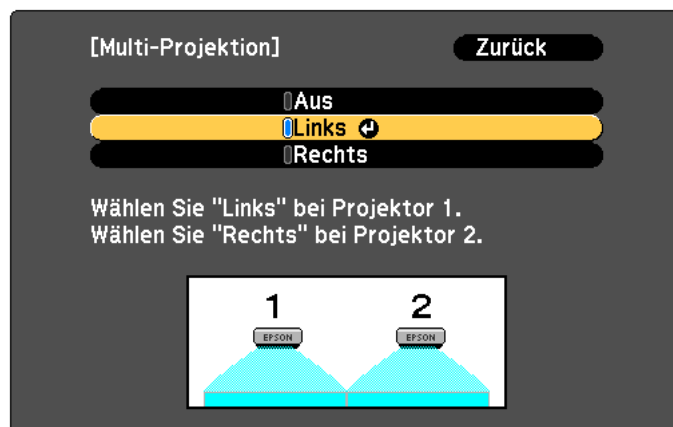 [Multi-Projektion] Zurück
Aus
Links
Rechts
Wählen Sie "Links" bei Projektor 1.
Wählen Sie "Rechts" bei Projektor 2.
1 2
EPSON EPSON